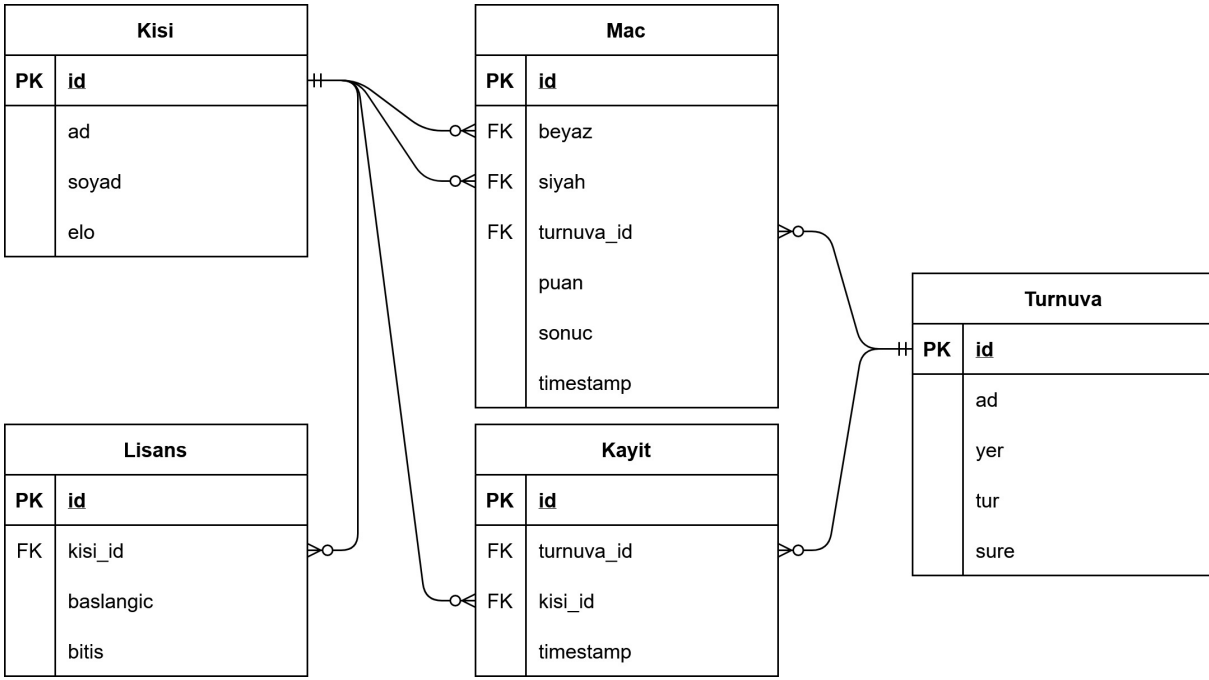 Kisi
PK id
ad
soyad
elo
Mac
PK id
FK beyaz
FK siyah
FK turnuva_id
puan
sonuc
timestamp
Turnuva
PK id
ad
yer
tur
sure
Lisans
PK id
FK kisi_id
baslangic
bitis
Kayit
PK id
FK turnuva_id
FK kisi_id
timestamp